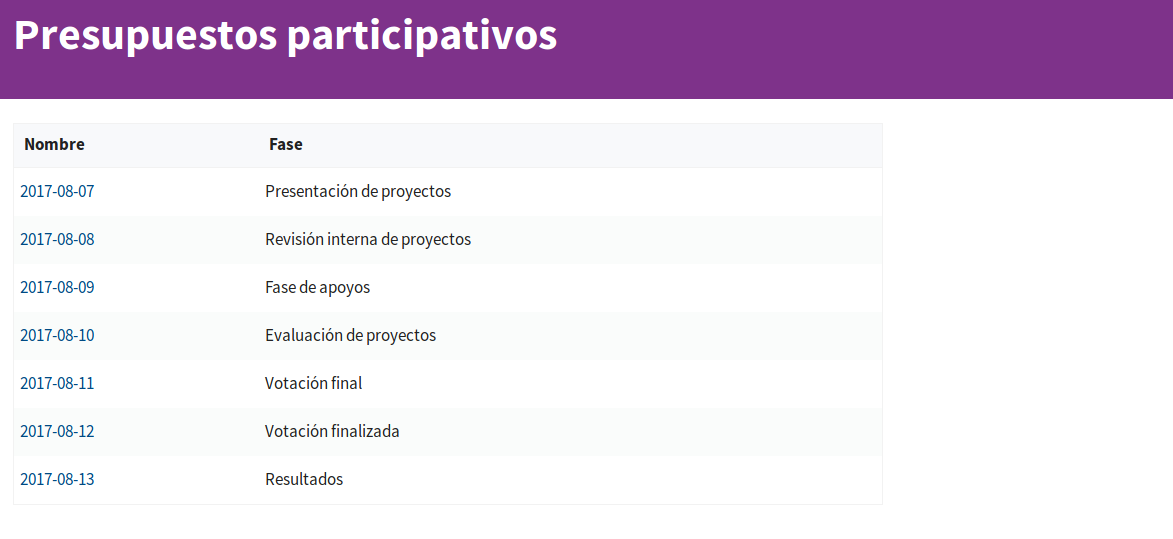 Presupuestos participativos
Nombre Fase
2017-08-07 Presentación de proyectos
2017-08-08 Revisión interna de proyectos
2017-08-09 Fase de apoyos
2017-08-10 Evaluación de proyectos
2017-08-11 Votación final
2017-08-12 Votación finalizada
2017-08-13 Resultados